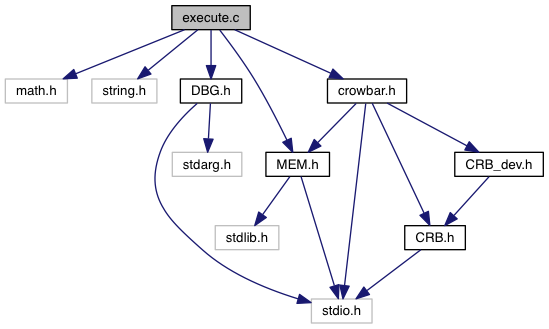 execute.c
math.h
string.h
DBG.h
crowbar.h
stdarg.h
MEM.h
CRB_dev.h
stdlib.h
CRB.h
stdio.h